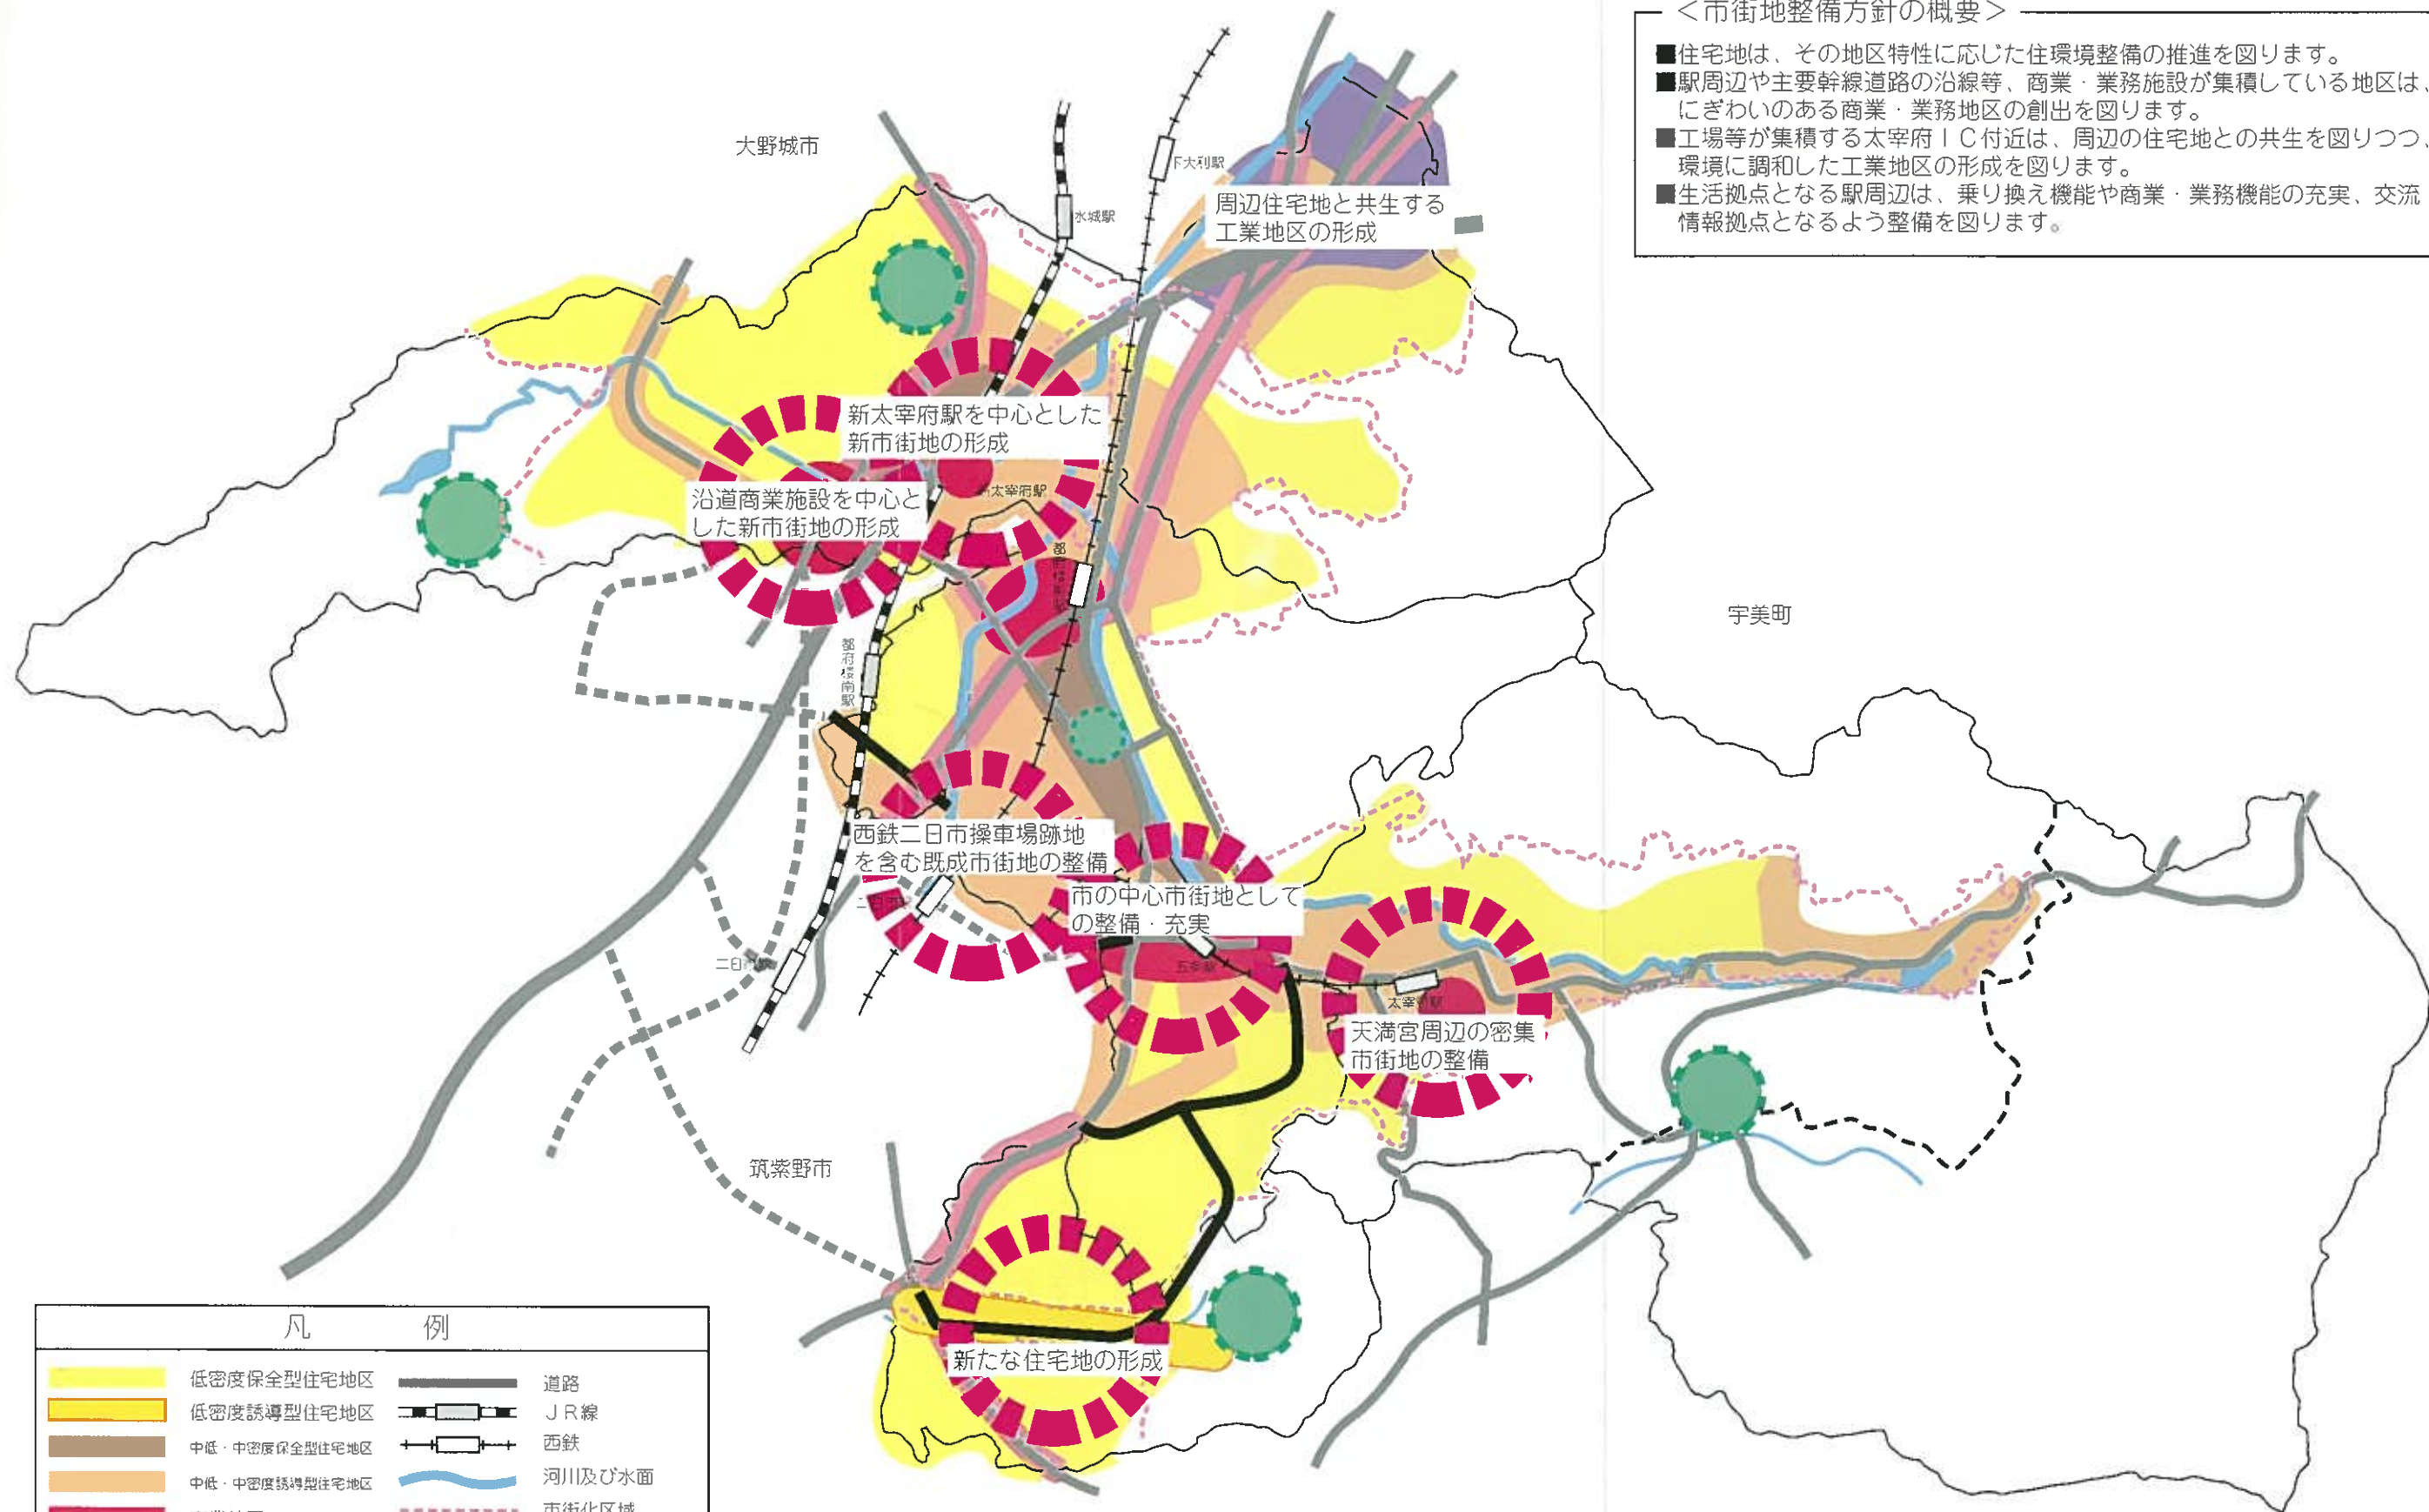 ＜市街地整備方針の概要＞
■住宅地は、その地区特性に応じた住環境整備の推進を図ります。
■駅周辺や主要幹線道路の沿線等、商業・業務施設が集積している地区は、
にぎわいのある商業・業務地区の創出を図ります。
■工場等が集積する太宰府ＩＣ付近は、周辺の住宅地との共生を図りつつ、
環境に調和した工業地区の形成を図ります。
■生活拠点となる駅周辺は、乗り換え機能や商業・業務機能の充実、交流
情報拠点となるよう整備を図ります。
大野城市
下大利駅
水城駅
周辺住宅地と共生する
工業地区の形成
新太宰府駅を中心とした
新市街地の形成
太宰府駅
沿道商業施設を中心と
した新市街地の形成
宇美町
都府楼南駅
西鉄二日市操車場跡地
を含む既成市街地の整備
市の中心市街地として
の整備・充実
天満宮周辺の密集
市街地の整備
筑紫野市
新たな住宅地の形成
凡例
低密度保全型住宅地区
道路
低密度誘導型住宅地区
ＪＲ線
中低・中密度保全型住宅地区
西鉄
中低・中密度誘導型住宅地区
河川及び水面